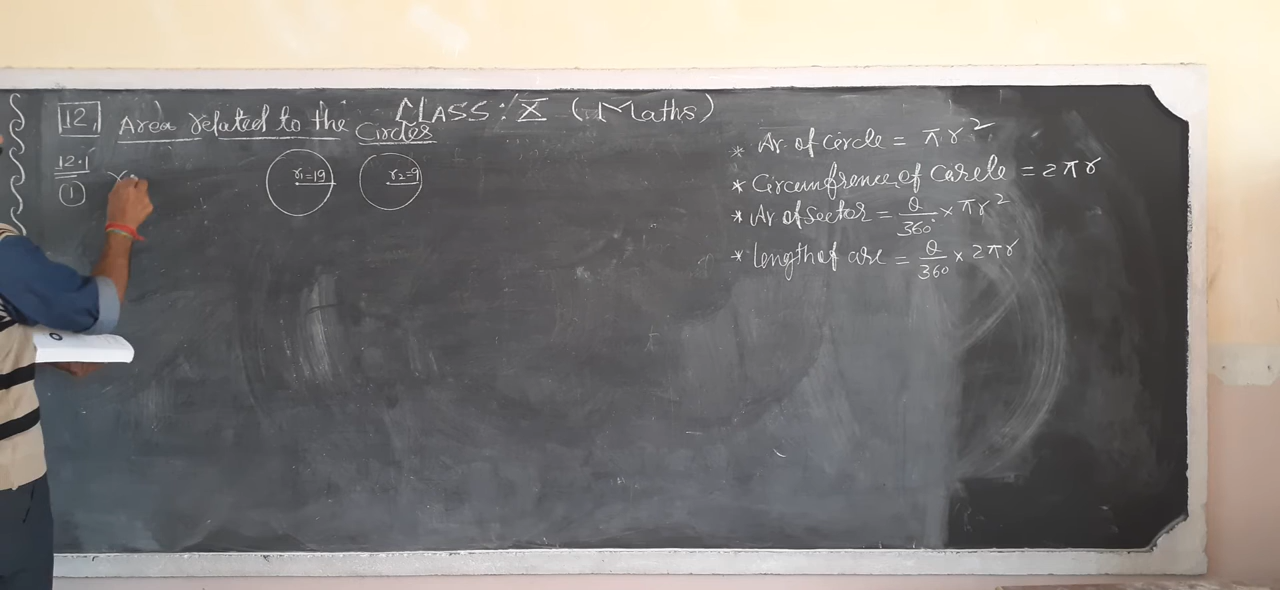 12. Area related to the Circles
CLASS: X (Maths)
12.1
1
r
r1=19
r2=9
* Ar of circle = πr²
* Circumfrence of carele = 2πr
* Ar of sector = θ/360° × πr²
* length of arc = θ/360 × 2πr